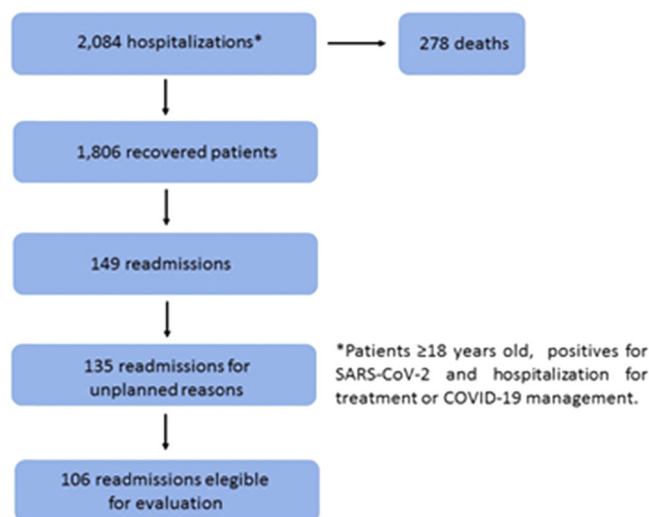 2,084 hospitalizations*
278 deaths
1,806 recovered patients
149 readmissions
135 readmissions for
unplanned reasons
*Patients ≥18 years old, positives for
SARS-CoV-2 and hospitalization for
treatment or COVID-19 management.
106 readmissions elegible
for evaluation